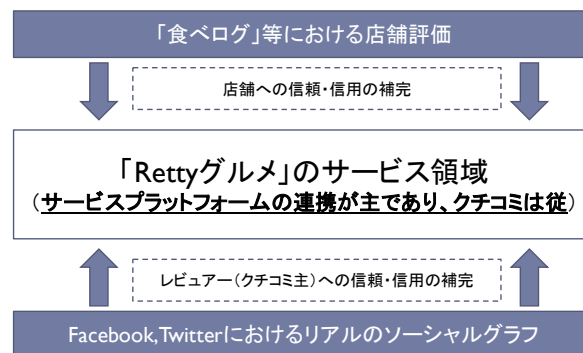 「食べログ」等における店舗評価
店舗への信頼・信用の補完
「Rettyグルメ」のサービス領域
（サービスプラットフォームの連携が主であり、クチコミは従）
レビュアー（クチコミ主）への信頼・信用の補完
Facebook,Twitterにおけるリアルのソーシャルグラフ